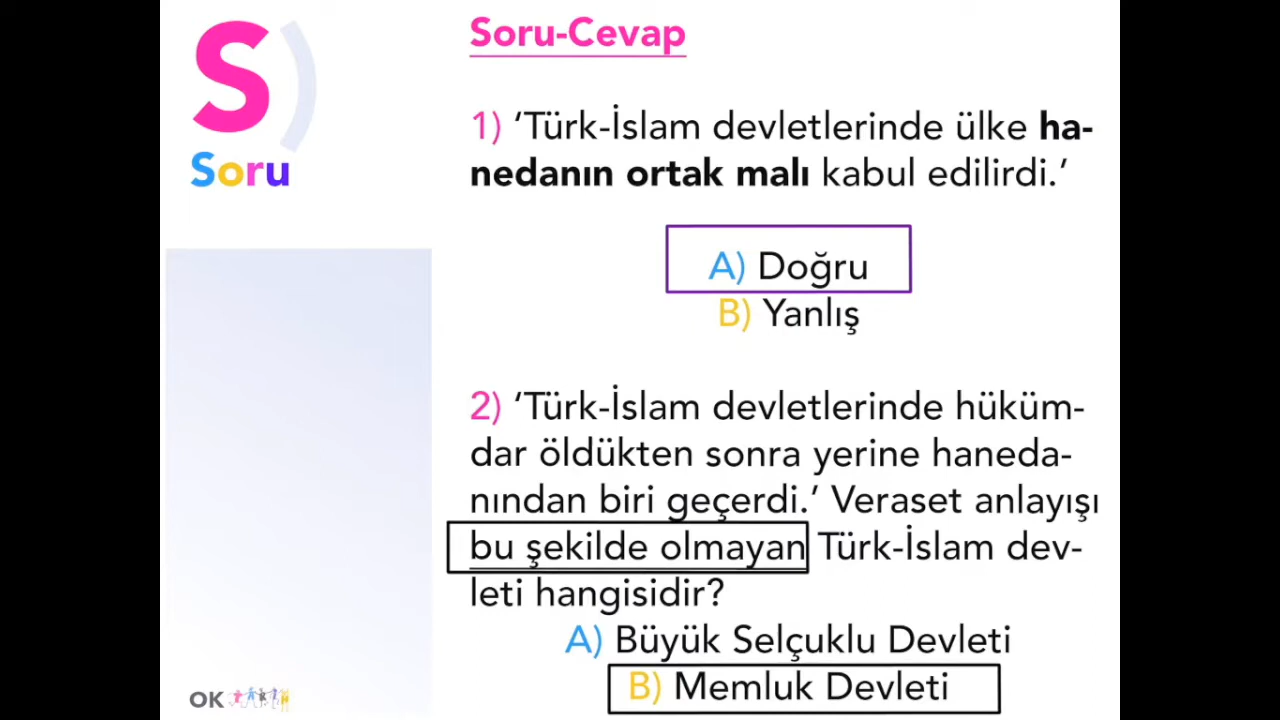 S)
Soru
Soru-Cevap
1) ‘Türk-İslam devletlerinde ülke ha-
nedanın ortak malı kabul edilirdi.’
A) Doğru
B) Yanlış
2) ‘Türk-İslam devletlerinde hüküm-
dar öldükten sonra yerine haneda-
nından biri geçerdi.’ Veraset anlayışı
bu şekilde olmayan Türk-İslam dev-
leti hangisidir?
A) Büyük Selçuklu Devleti
B) Memluk Devleti
OK